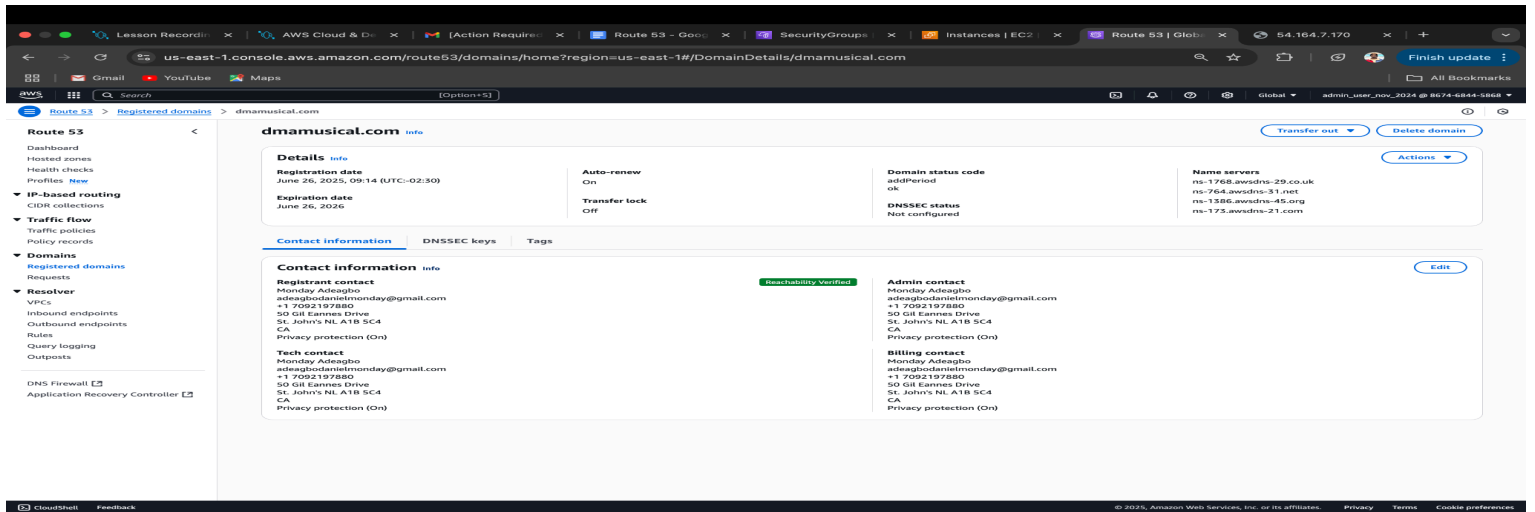 Lesson Recordin
AWS Cloud & De
[Action Required
Route 53 - Goog
SecurityGroups
Instances | EC2
Route 53 | Glob
54.164.7.170
us-east-1.console.aws.amazon.com/route53/domains/home?region=us-east-1#/DomainDetails/dmamusical.com
Finish update
Gmail
YouTube
Maps
All Bookmarks
aws
Search
[Option+S]
Global
admin_user_nov_2024 @ 8674-6844-5868
Route 53 > Registered domains > dmamusical.com
Route 53
Dashboard
Hosted zones
Health checks
Profiles New
IP-based routing
CIDR collections
Traffic flow
Traffic policies
Policy records
Domains
Registered domains
Requests
Resolver
VPCs
Inbound endpoints
Outbound endpoints
Rules
Query logging
Outposts
DNS Firewall
Application Recovery Controller
dmamusical.com Info
Transfer out
Delete domain
Details Info
Actions
Registration date
June 26, 2025, 09:14 (UTC-02:30)
Expiration date
June 26, 2026
Auto-renew
On
Transfer lock
Off
Domain status code
addPeriod
ok
DNSSEC status
Not configured
Name servers
ns-1768.awsdns-29.co.uk
ns-764.awsdns-31.net
ns-1386.awsdns-45.org
ns-173.awsdns-21.com
Contact information
DNSSEC keys
Tags
Contact information Info
Edit
Registrant contact
Reachability Verified
Monday Adeagbo
adeagbodanielmonday@gmail.com
+1 7092197880
50 Gil Eannes Drive
St. John's NL A1B 5C4
CA
Privacy protection (On)
Admin contact
Monday Adeagbo
adeagbodanielmonday@gmail.com
+1 7092197880
50 Gil Eannes Drive
St. John's NL A1B 5C4
CA
Privacy protection (On)
Tech contact
Monday Adeagbo
adeagbodanielmonday@gmail.com
+1 7092197880
50 Gil Eannes Drive
St. John's NL A1B 5C4
CA
Privacy protection (On)
Billing contact
Monday Adeagbo
adeagbodanielmonday@gmail.com
+1 7092197880
50 Gil Eannes Drive
St. John's NL A1B 5C4
CA
Privacy protection (On)
CloudShell
Feedback
© 2025, Amazon Web Services, Inc. or its affiliates.
Privacy
Terms
Cookie preferences